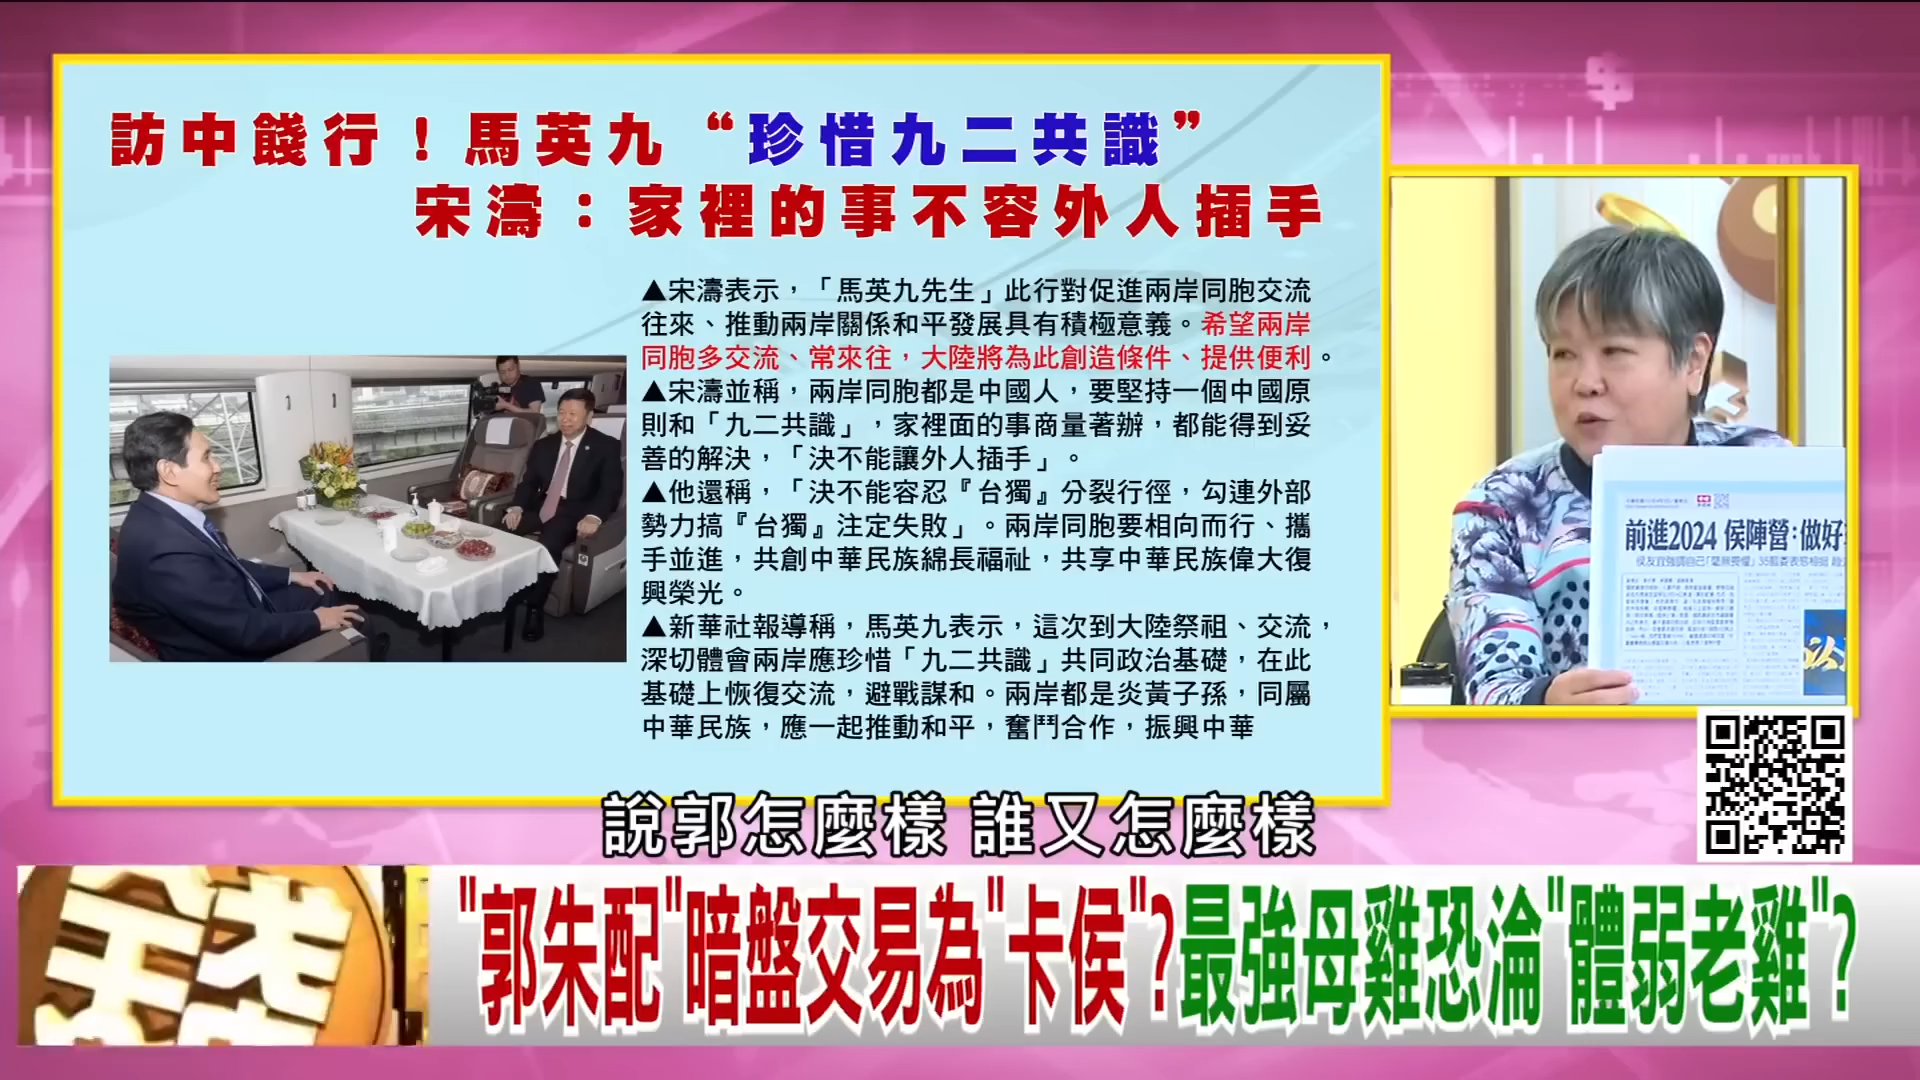 訪中餞行！馬英九“珍惜九二共識”
宋濤：家裡的事不容外人插手
▲宋濤表示，「馬英九先生」此行對促進兩岸同胞交流
往來、推動兩岸關係和平發展具有積極意義。希望兩岸
同胞多交流、常來往，大陸將為此創造條件、提供便利。
▲宋濤並稱，兩岸同胞都是中國人，要堅持一個中國原
則和「九二共識」，家裡面的事商量著辦，都能得到妥
善的解決，「決不能讓外人插手」。
▲他還稱，「決不能容忍『台獨』分裂行徑，勾連外部
勢力搞『台獨』注定失敗」。兩岸同胞要相向而行、攜
手並進，共創中華民族綿長福祉，共享中華民族偉大復
興榮光。
▲新華社報導稱，馬英九表示，這次到大陸祭祖、交流，
深切體會兩岸應珍惜「九二共識」共同政治基礎，在此
基礎上恢復交流，避戰謀和。兩岸都是炎黃子孫，同屬
中華民族，應一起推動和平，奮鬥合作，振興中華
前進2024 侯陣營:做好
說郭怎麼樣 誰又怎麼樣
"郭朱配"暗盤交易為"卡侯"?最強母雞恐淪"體弱老雞"?